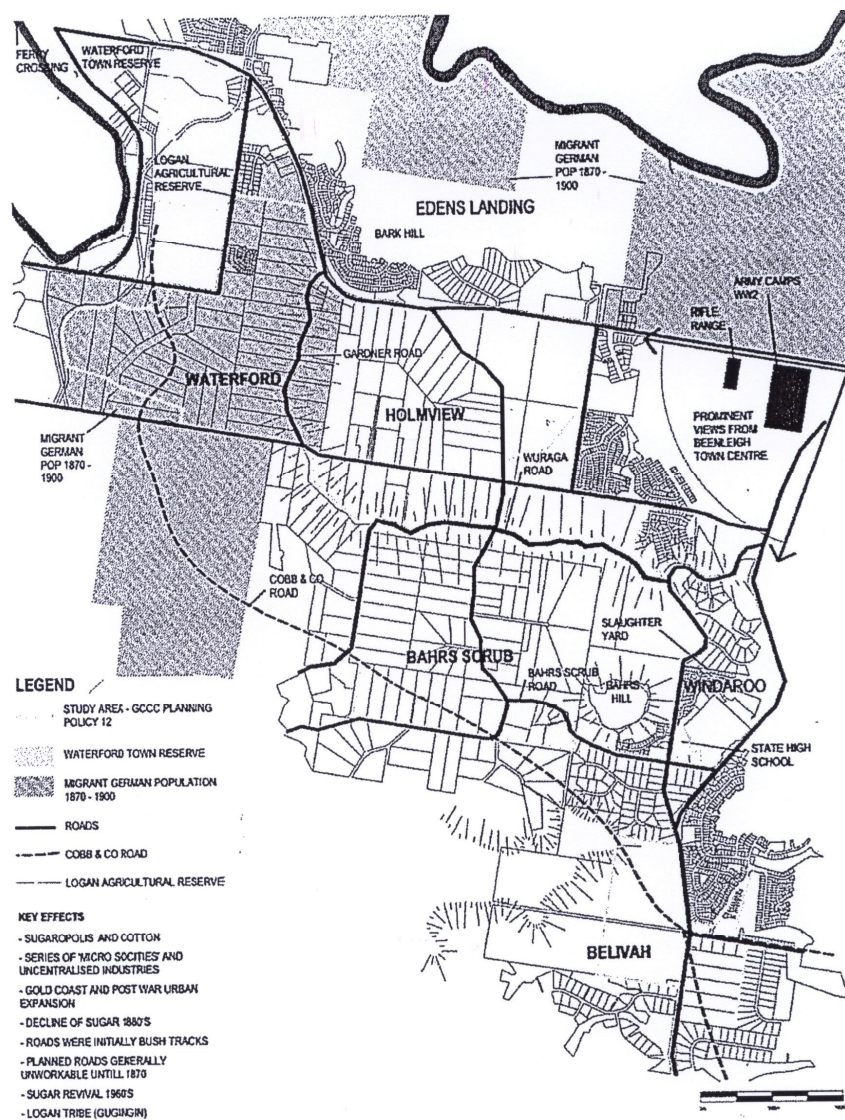 FERRY
CROSSING
WATERFORD
TOWN RESERVE
LOGAN
AGRICULTURAL
RESERVE
MIGRANT
GERMAN
POP 1870 -
1900
EDENS LANDING
BARK HILL
ARMY CAMPS
WW2
RIFLE
RANGE
GARDNER ROAD
WATERFORD
HOLMVIEW
PROMINENT
VIEWS FROM
BEENLEIGH
TOWN CENTRE
MIGRANT
GERMAN
POP 1870 -
1900
WURAGA
ROAD
COBB & CO
ROAD
SLAUGHTER
YARD
BAHRS SCRUB
BAHRS SCRUB
ROAD
BAHRS
HILL
WINDAROO
STATE HIGH
SCHOOL
BELIVAH
LEGEND
STUDY AREA - GCCC PLANNING
POLICY 12
WATERFORD TOWN RESERVE
MIGRANT GERMAN POPULATION
1870 - 1900
ROADS
COBB & CO ROAD
LOGAN AGRICULTURAL RESERVE
KEY EFFECTS
- SUGAROPOLIS AND COTTON
- SERIES OF 'MICRO SOCITIES' AND
UNCENTRALISED INDUSTRIES
- GOLD COAST AND POST WAR URBAN
EXPANSION
- DECLINE OF SUGAR 1880'S
- ROADS WERE INITIALLY BUSH TRACKS
- PLANNED ROADS GENERALLY
UNWORKABLE UNTILL 1870
- SUGAR REVIVAL 1960'S
- LOGAN TRIBE (GUGINGIN)